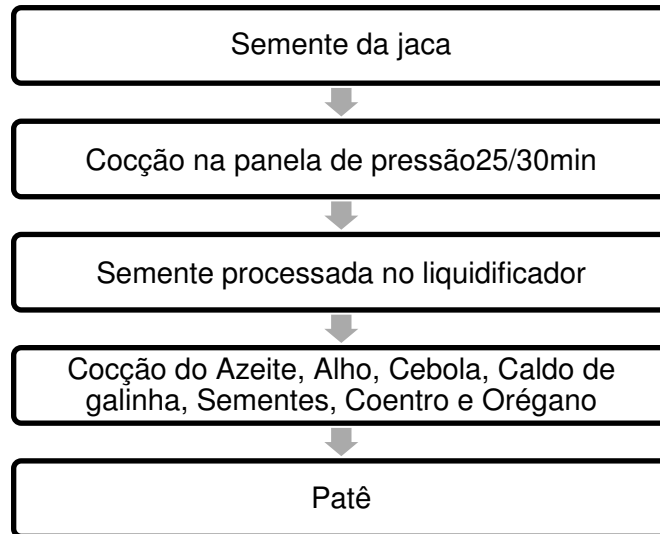 Semente da jaca
Cocção na panela de pressão25/30min
Semente processada no liquidificador
Cocção do Azeite, Alho, Cebola, Caldo de
galinha, Sementes, Coentro e Orégano
Patê